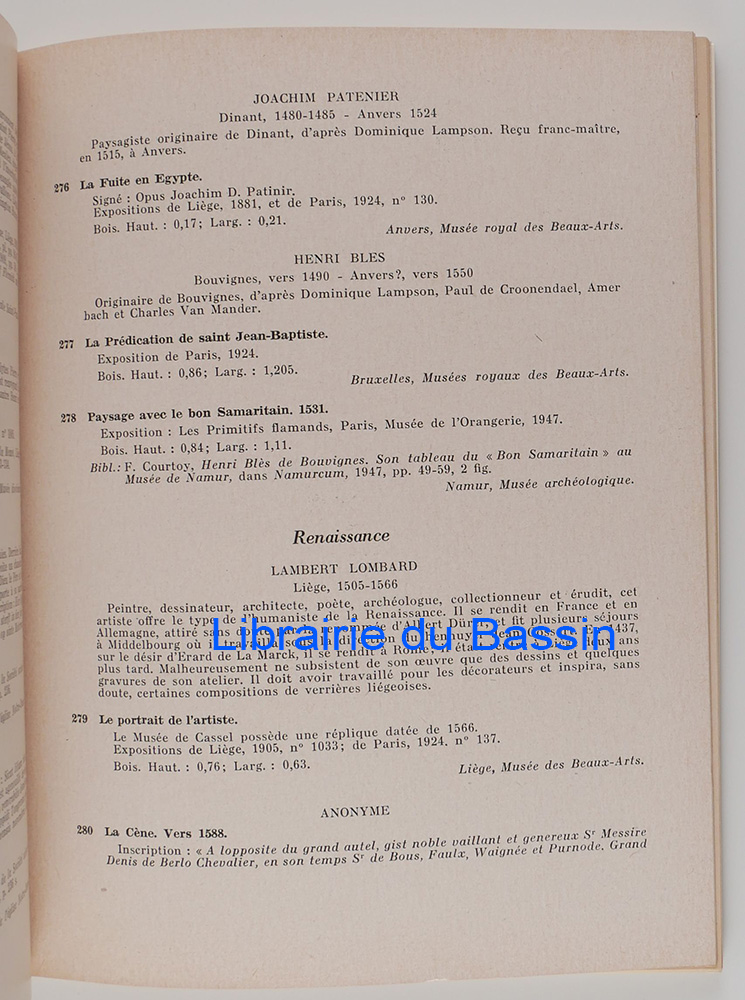 JOACHIM PATENIER
Dinant, 1480-1485 - Anvers 1524
Paysagiste originaire de Dinant, d'après Dominique Lampson. Reçu franc-maître,
en 1515, à Anvers.
276 La Fuite en Egypte.
Signé : Opus Joachim D. Patinir.
Expositions de Liège, 1881, et de Paris, 1924, n° 130.
Bois. Haut. : 0,17; Larg. : 0,21.
Anvers, Musée royal des Beaux-Arts.
HENRI BLES
Bouvignes, vers 1490 - Anvers?, vers 1550
Originaire de Bouvignes, d'après Dominique Lampson, Paul de Croonendael, Amer
bach et Charles Van Mander.
277 La Prédication de saint Jean-Baptiste.
Exposition de Paris, 1924.
Bois. Haut. : 0,86; Larg. : 1,205.
Bruxelles, Musées royaux des Beaux-Arts.
278 Paysage avec le bon Samaritain. 1531.
Exposition : Les Primitifs flamands, Paris, Musée de l'Orangerie, 1947.
Bois. Haut. : 0,84; Larg. : 1,11.
Bibl.: F. Courtoy, Henri Blès de Bouvignes. Son tableau du « Bon Samaritain » au
Musée de Namur, dans Namurcum, 1947, pp. 49-59, 2 fig.
Namur, Musée archéologique.
Renaissance
LAMBERT LOMBARD
Liège, 1505-1566
Peintre, dessinateur, architecte, poète, archéologue, collectionneur et érudit, cet
artiste offre le type de l'humaniste de la Renaissance. Il se rendit en France et en
Allemagne, attiré sans d'Albert et fit plusieurs séjours
à Middelbourg où il
sur le désir d'Erard de La Marck, il se rendit à ans
plus tard. Malheureusement ne subsistent de son œuvre que des dessins et quelques
gravures de son atelier. Il doit avoir travaillé pour les décorateurs et inspira, sans
doute, certaines compositions de verrières liégeoises.
Librairie du Bassin
279 Le portrait de l'artiste.
Le Musée de Cassel possède une réplique datée de 1566.
Expositions de Liège, 1905, n° 1033; de Paris, 1924. n° 137.
Bois. Haut. : 0,76; Larg. : 0,63.
Liège, Musée des Beaux-Arts.
ANONYME
280 La Cène. Vers 1588.
Inscription : « A lopposite du grand autel, gist noble vaillant et genereux Sr Messire
Denis de Berlo Chevalier, en son temps Sr de Bous, Faulx, Waignée et Purnode. Grand